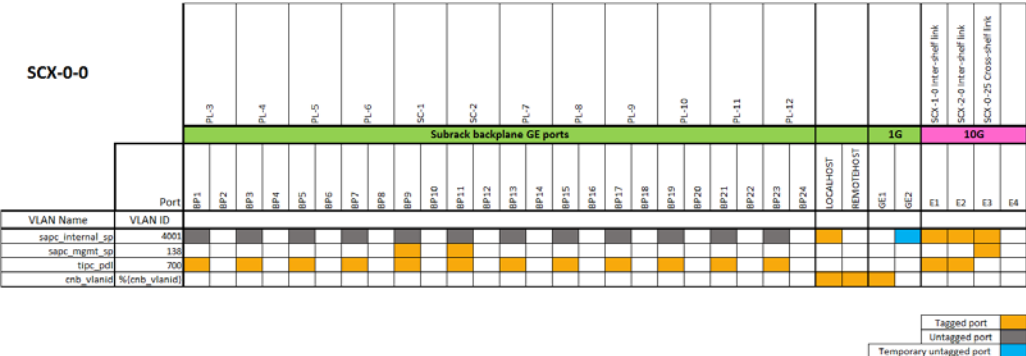 SCX-0-0
PL-3
PL-4
PL-5
PL-6
SC-1
SC-2
PL-7
PL-8
PL-9
PL-10
PL-11
PL-12
SCX-1-0 Inter-shelf link
SCX-2-0 Inter-shelf link
SCX-0-25 Cross-shelf link
Subrack backplane GE ports 1G 10G
Port BP1 BP2 BP3 BP4 BP5 BP6 BP7 BP8 BP9 BP10 BP11 BP12 BP13 BP14 BP15 BP16 BP17 BP18 BP19 BP20 BP21 BP22 BP23 BP24 LOCALHOST REMOTEHOST GE1 GE2 E1 E2 E3 E4
VLAN Name VLAN ID
sapc_internal_sp 4001
sapc_mgmt_sp 138
tipc_pdl 700
cnb_vlanid %{cnb_vlanid}
Tagged port
Untagged port
Temporary untagged port